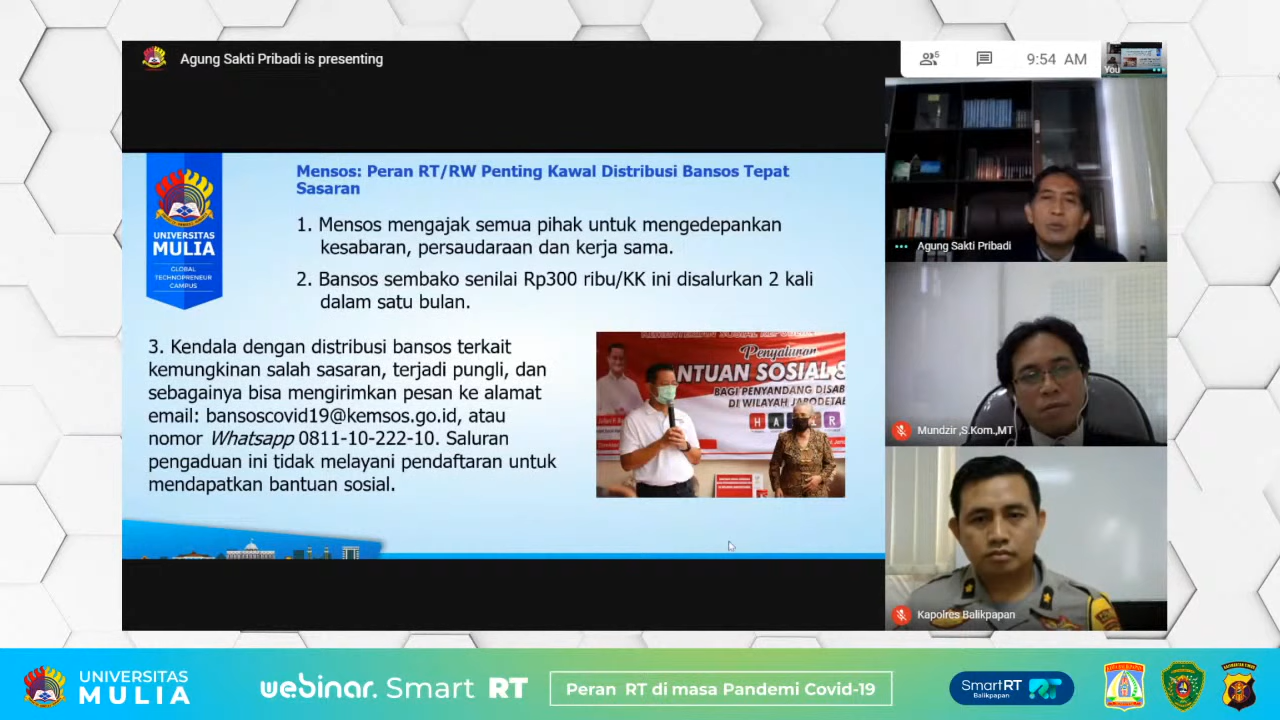 Agung Sakti Pribadi is presenting
5
9:54 AM
You
UNIVERSITAS
MULIA
GLOBAL
TECHNOPRENEUR
CAMPUS
Mensos: Peran RT/RW Penting Kawal Distribusi Bansos Tepat
Sasaran
1. Mensos mengajak semua pihak untuk mengedepankan
kesabaran, persaudaraan dan kerja sama.
2. Bansos sembako senilai Rp300 ribu/KK ini disalurkan 2 kali
dalam satu bulan.
3. Kendala dengan distribusi bansos terkait
kemungkinan salah sasaran, terjadi pungli, dan
sebagainya bisa mengirimkan pesan ke alamat
email: bansoscovid19@kemsos.go.id, atau
nomor Whatsapp 0811-10-222-10. Saluran
pengaduan ini tidak melayani pendaftaran untuk
mendapatkan bantuan sosial.
Penyaluran
ANTUAN SOSIAL S
BAGI PENYANDANG DISAB
DI WILAYAH JABODETAB
Agung Sakti Pribadi
Mundzir ,S.Kom.,MT
Kapolres Balikpapan
UNIVERSITAS
MULIA
webinar. Smart RT
Peran RT di masa Pandemi Covid-19
SmartRT
Balikpapan